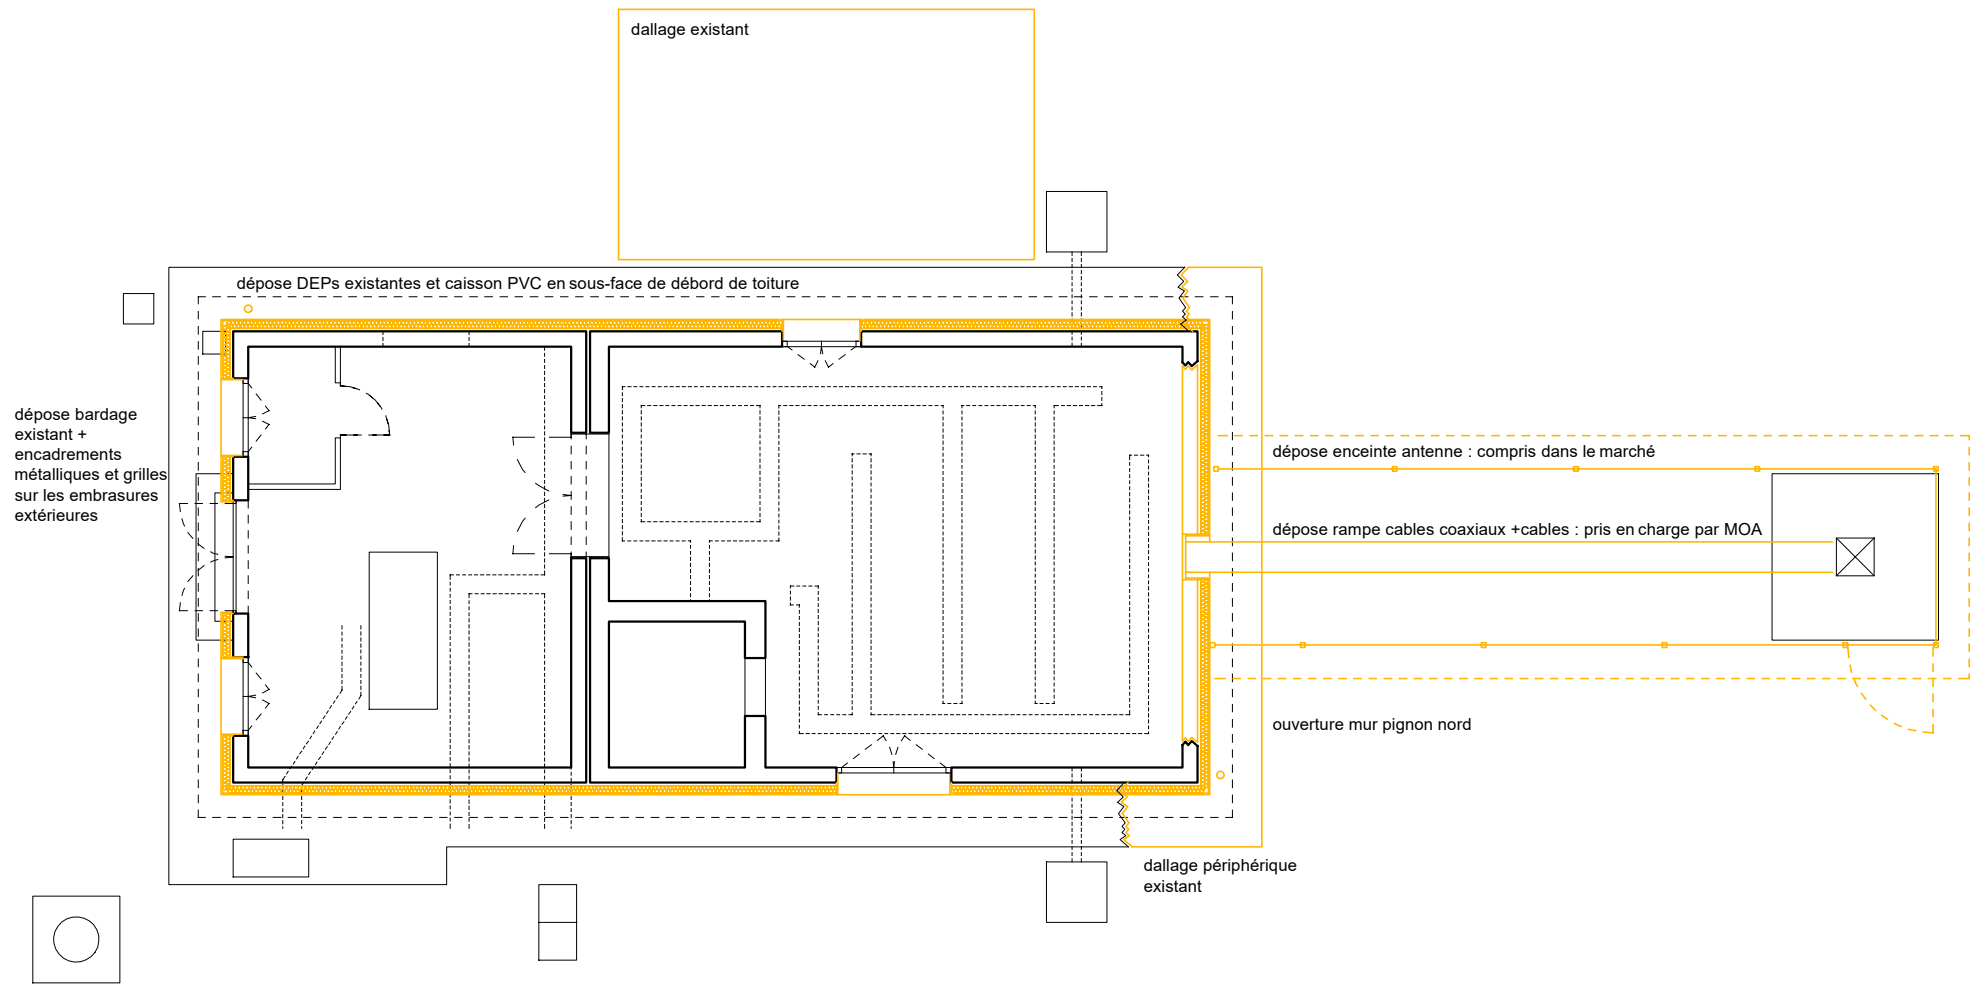 dallage existant
dépose DEPs existantes et caisson PVC en sous-face de débord de toiture
dépose bardage
existant +
encadrements
métalliques et grilles
sur les embrasures
extérieures
dépose enceinte antenne : compris dans le marché
dépose rampe cables coaxiaux +cables : pris en charge par MOA
ouverture mur pignon nord
dallage périphérique
existant